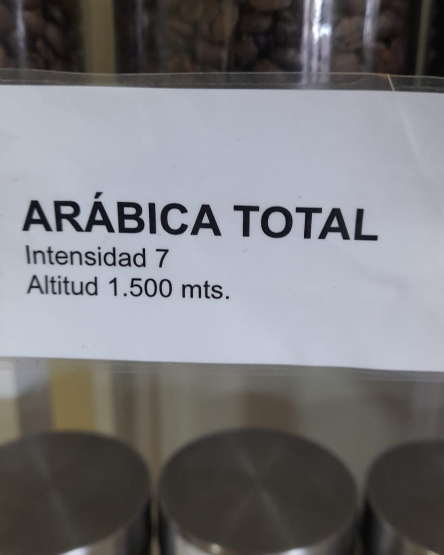 ARÁBICA TOTAL
Intensidad 7
Altitud 1.500 mts.